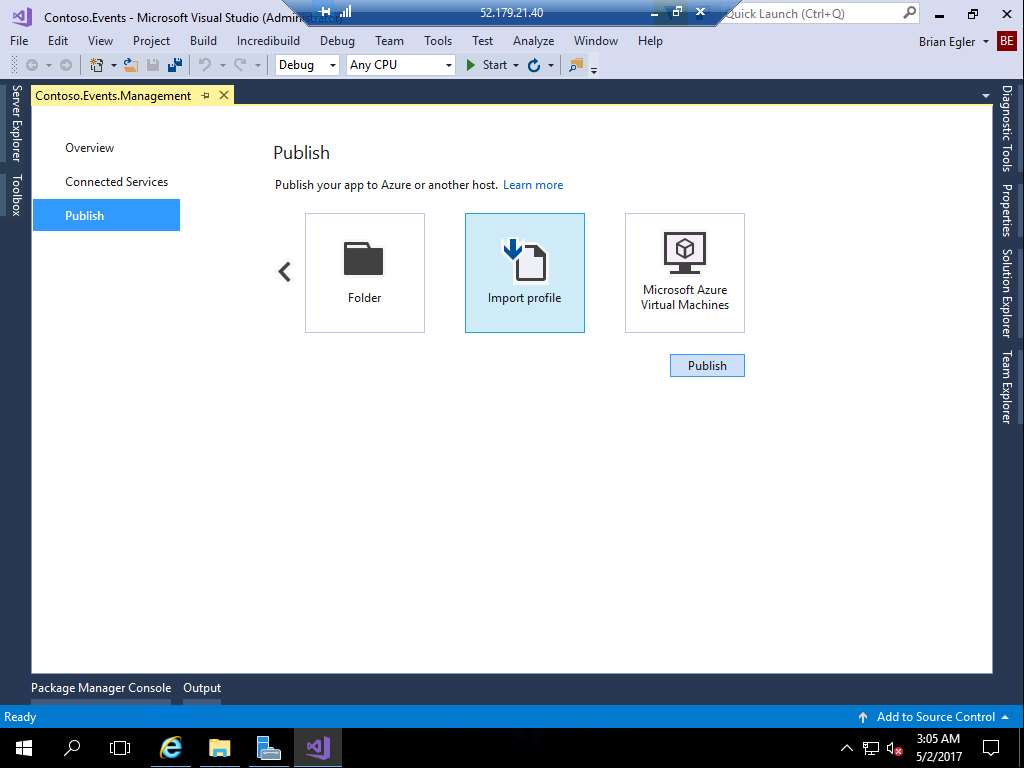 Contoso.Events - Microsoft Visual Studio (Admin
52.179.21.40
Quick Launch (Ctrl+Q)
File Edit View Project Build Incredibuild Debug Team Tools Test Analyze Window Help
Brian Egler BE
Debug Any CPU Start
Server Explorer
Toolbox
Contoso.Events.Management
Overview
Connected Services
Publish
Publish
Publish your app to Azure or another host. Learn more
Folder
Import profile
Microsoft Azure
Virtual Machines
Publish
Diagnostic Tools
Properties
Solution Explorer
Team Explorer
Package Manager Console Output
Ready
Add to Source Control
3:05 AM
5/2/2017